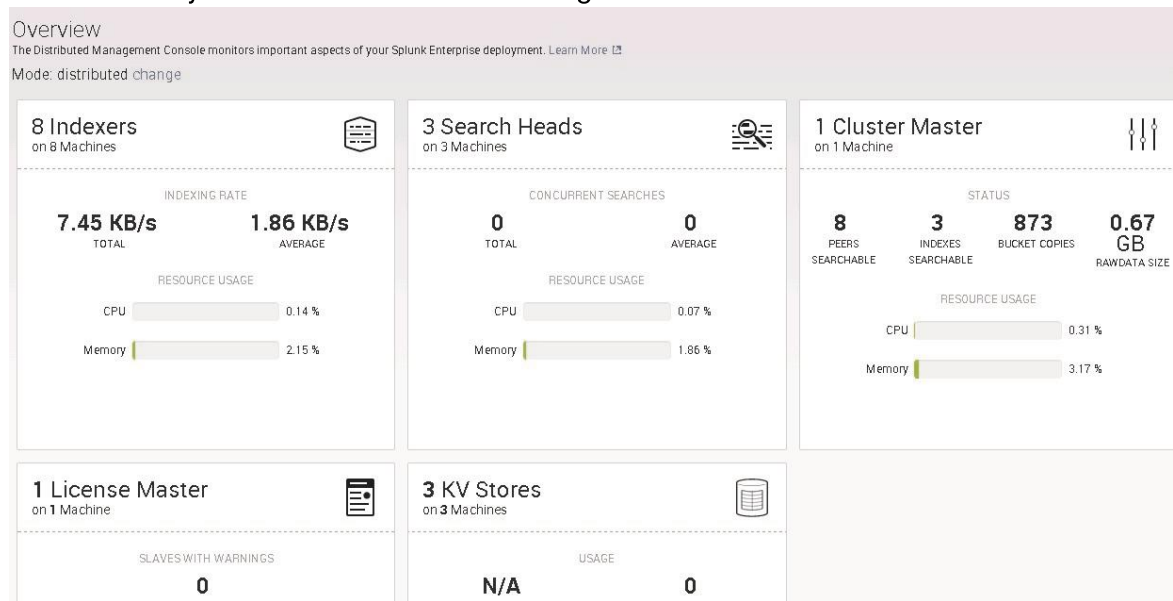 Overview
The Distributed Management Console monitors important aspects of your Splunk Enterprise deployment. Learn More
Mode: distributed change
8 Indexers
on 8 Machines
INDEXING RATE
7.45 KB/s 1.86 KB/s
TOTAL AVERAGE
RESOURCE USAGE
CPU 0.14 %
Memory 2.15 %
3 Search Heads
on 3 Machines
CONCURRENT SEARCHES
0 0
TOTAL AVERAGE
RESOURCE USAGE
CPU 0.07 %
Memory 1.86 %
1 Cluster Master
on 1 Machine
STATUS
8 3 873 0.67
GB
PEERS SEARCHABLE INDEXES SEARCHABLE BUCKET COPIES RAWDATA SIZE
RESOURCE USAGE
CPU 0.31 %
Memory 3.17 %
1 License Master
on 1 Machine
SLAVES WITH WARNINGS
0
3 KV Stores
on 3 Machines
USAGE
N/A 0